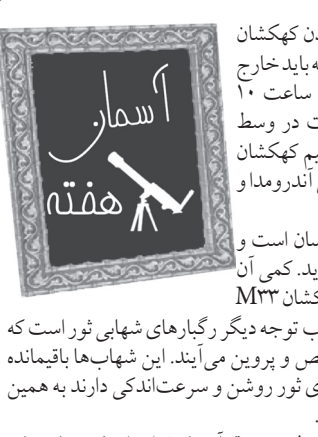 آسمان
هفته
دن کهکشان
ه باید خارج
ساعت ۱۰
ت در وسط
یم کهکشان
آندرومدا و
سان است و
ید. کمی آن
کشان M۳۳
ب توجه دیگر رگبارهای شهابی ثور است که
ص و پروین می‌آیند. این شهاب‌ها باقیمانده
ی ثور روشن و سرعت‌اندکی دارند به همین